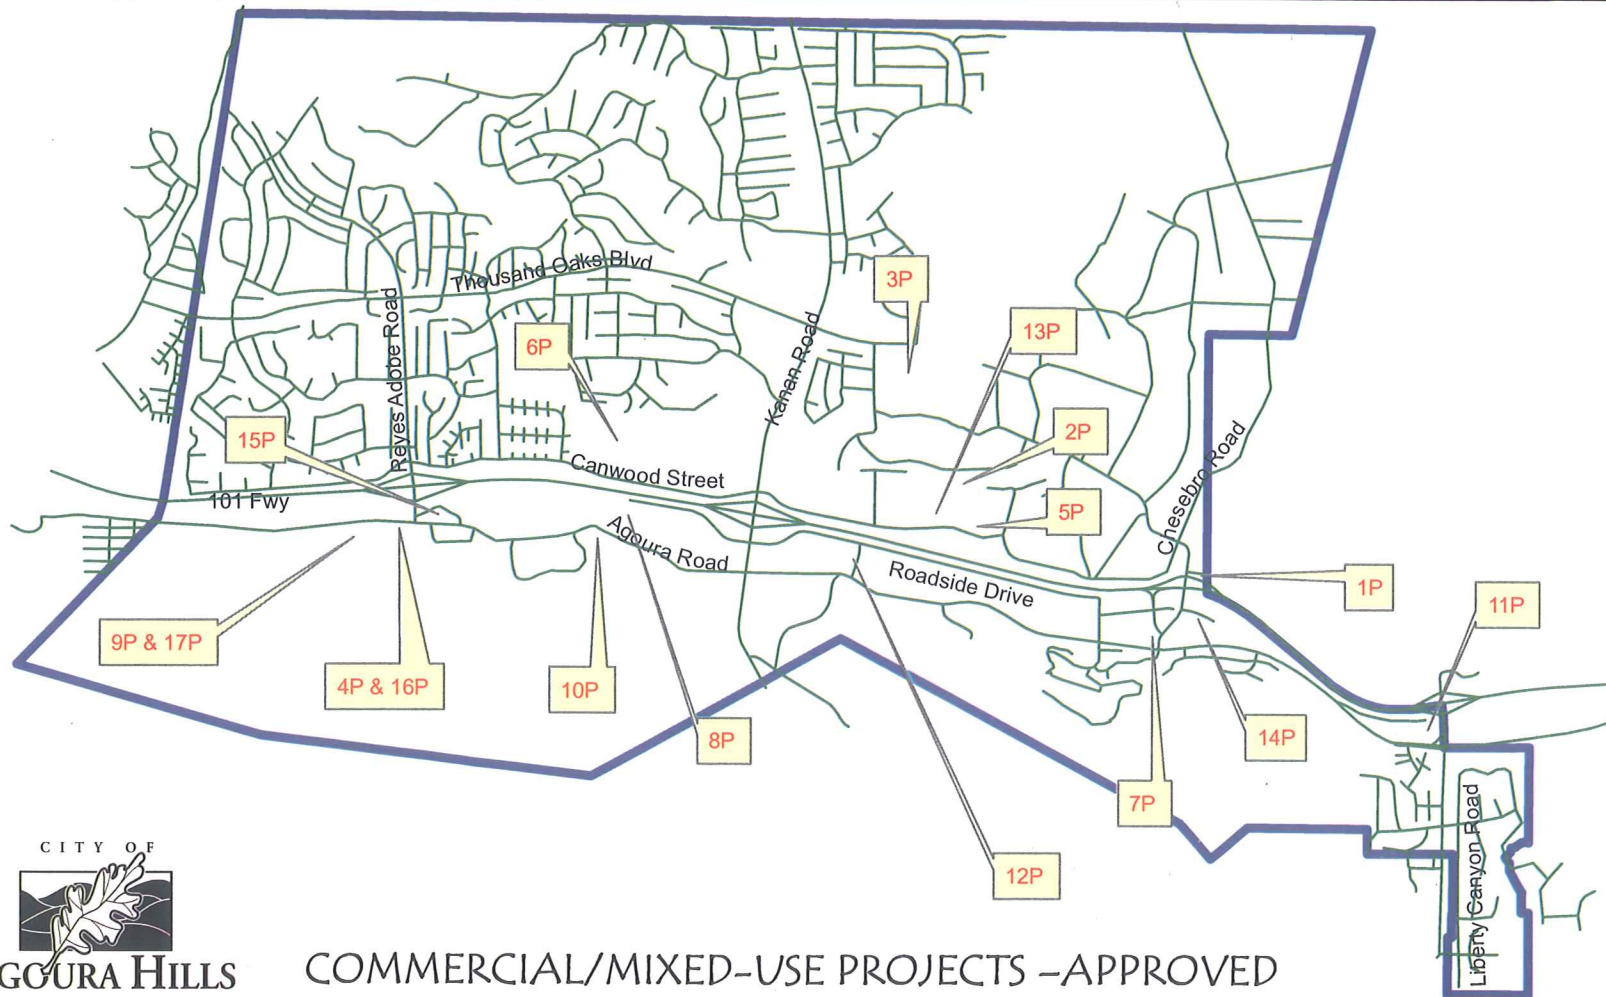 Thousand Oaks Blvd
3P
13P
6P
Reyes Adobe Road
Kanan Road
15P
2P
Canwood Street
101 Fwy
5P
Chesebro Road
Agoura Road
Roadside Drive
1P
11P
9P & 17P
4P & 16P
10P
8P
14P
7P
12P
Liberty Canyon Road
CITY OF
GOURA HILLS
COMMERCIAL/MIXED-USE PROJECTS -APPROVED